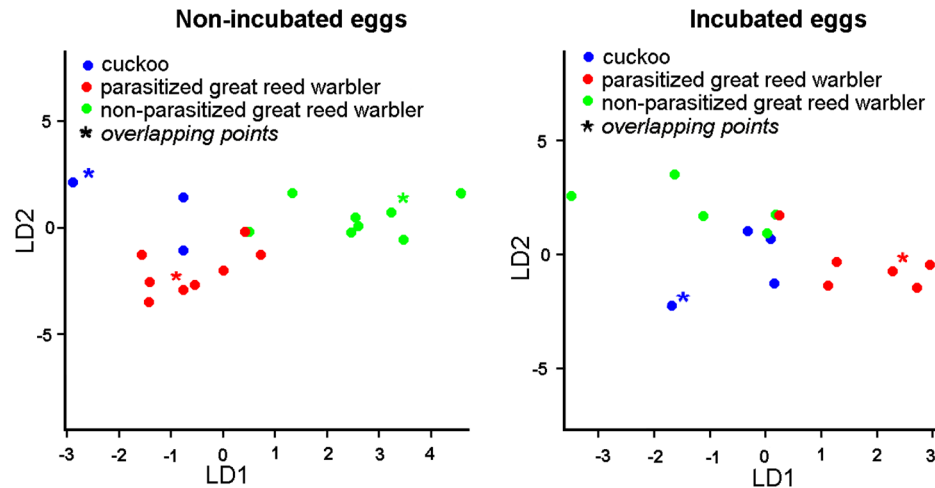 Non-incubated eggs
cuckoo
parasitized great reed warbler
non-parasitized great reed warbler
* overlapping points
5
0
-5
LD2
-3 -2 -1 0 1 2 3 4
LD1
Incubated eggs
cuckoo
parasitized great reed warbler
non-parasitized great reed warbler
* overlapping points
5
0
-5
LD2
-3 -2 -1 0 1 2 3
LD1